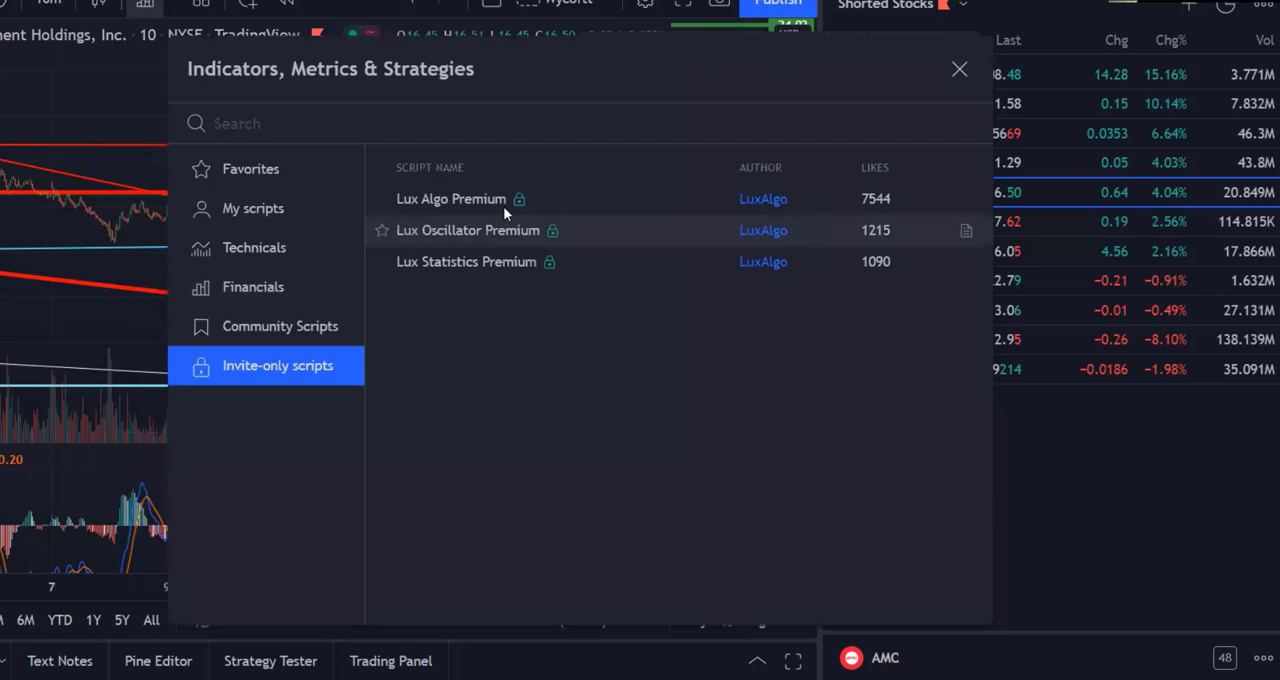 Publish
Shorted Stocks
ment Holdings, Inc. · 10 · NYSE · TradingView
Indicators, Metrics & Strategies
Search
Favorites
My scripts
Technicals
Financials
Community Scripts
Invite-only scripts
SCRIPT NAME AUTHOR LIKES
Lux Algo Premium LuxAlgo 7544
Lux Oscillator Premium LuxAlgo 1215
Lux Statistics Premium LuxAlgo 1090
Last Chg Chg% Vol
8.48 14.28 15.16% 3.771M
1.58 0.15 10.14% 7.832M
5669 0.0353 6.64% 46.3M
1.29 0.05 4.03% 43.8M
6.50 0.64 4.04% 20.849M
7.62 0.19 2.56% 114.815K
6.05 4.56 2.16% 17.866M
2.79 −0.21 −0.91% 1.632M
3.06 −0.01 −0.49% 27.131M
2.95 −0.26 −8.10% 138.139M
9214 −0.0186 −1.98% 35.091M
0.20
7
6M YTD 1Y 5Y All
Text Notes Pine Editor Strategy Tester Trading Panel
AMC 48